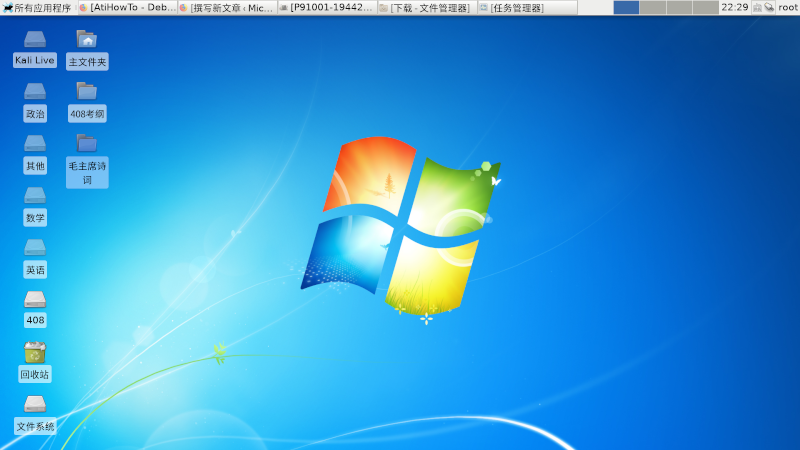 所有应用程序
[AtiHowTo - Deb...
[撰写新文章 ‹ Mic...
[P91001-19442...
[下载 - 文件管理器]
[任务管理器]
22:29
root
Kali Live
主文件夹
政治
408考纲
其他
毛主席诗
词
数学
英语
408
回收站
文件系统